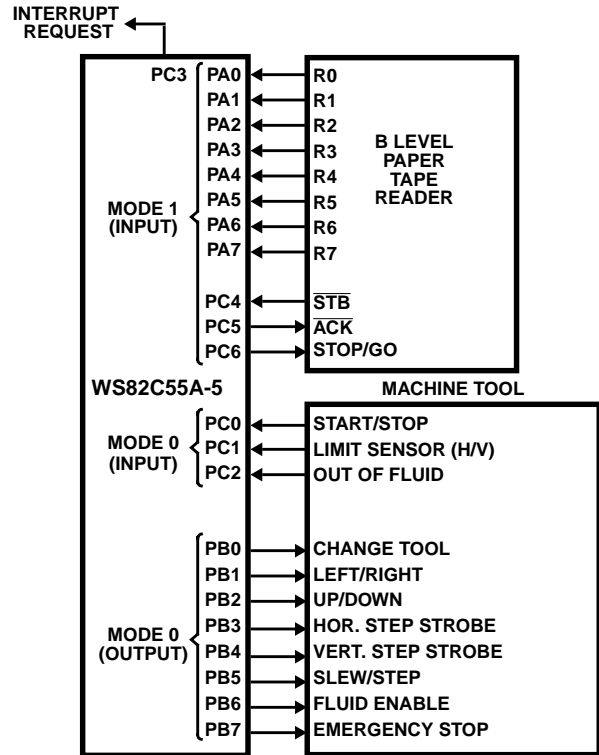 INTERRUPT
REQUEST
PC3 PA0 R0
PA1 R1
PA2 R2
PA3 R3
PA4 R4
PA5 R5
PA6 R6
PA7 R7
B LEVEL
PAPER
TAPE
READER
MODE 1
(INPUT)
PC4 STB
PC5 ACK
PC6 STOP/GO
WS82C55A-5
MACHINE TOOL
MODE 0
(INPUT)
PC0 START/STOP
PC1 LIMIT SENSOR (H/V)
PC2 OUT OF FLUID
MODE 0
(OUTPUT)
PB0 CHANGE TOOL
PB1 LEFT/RIGHT
PB2 UP/DOWN
PB3 HOR. STEP STROBE
PB4 VERT. STEP STROBE
PB5 SLEW/STEP
PB6 FLUID ENABLE
PB7 EMERGENCY STOP